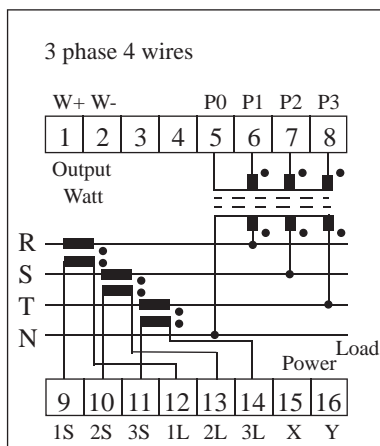 3 phase 4 wires
W+ W- P0 P1 P2 P3
1 2 3 4 5 6 7 8
Output
Watt
R
S
T
N
Load
Power
9 10 11 12 13 14 15 16
1S 2S 3S 1L 2L 3L X Y